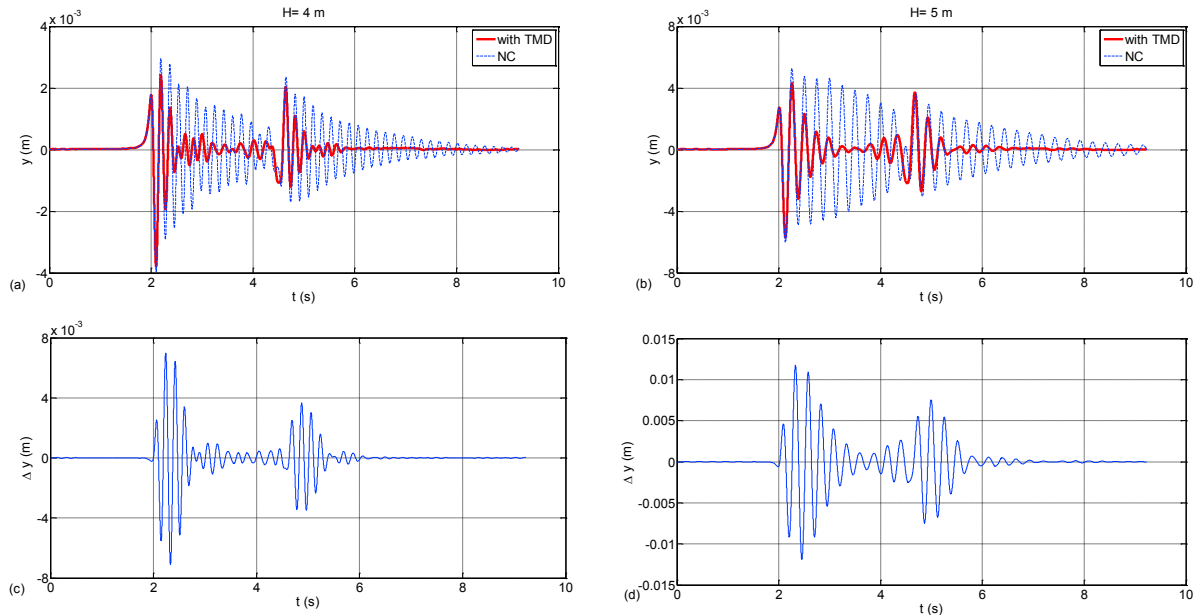 x 10⁻³
H= 4 m
4
2
0
-2
-4
y (m)
with TMD
NC
0 2 4 6 8 10
t (s)
(a)
x 10⁻³
H= 5 m
8
4
0
-4
-8
y (m)
with TMD
NC
0 2 4 6 8 10
t (s)
(b)
x 10⁻³
8
4
0
-4
-8
Δ y (m)
0 2 4 6 8 10
t (s)
(c)
0.015
0.01
0.005
0
-0.005
-0.01
-0.015
Δ y (m)
0 2 4 6 8 10
t (s)
(d)